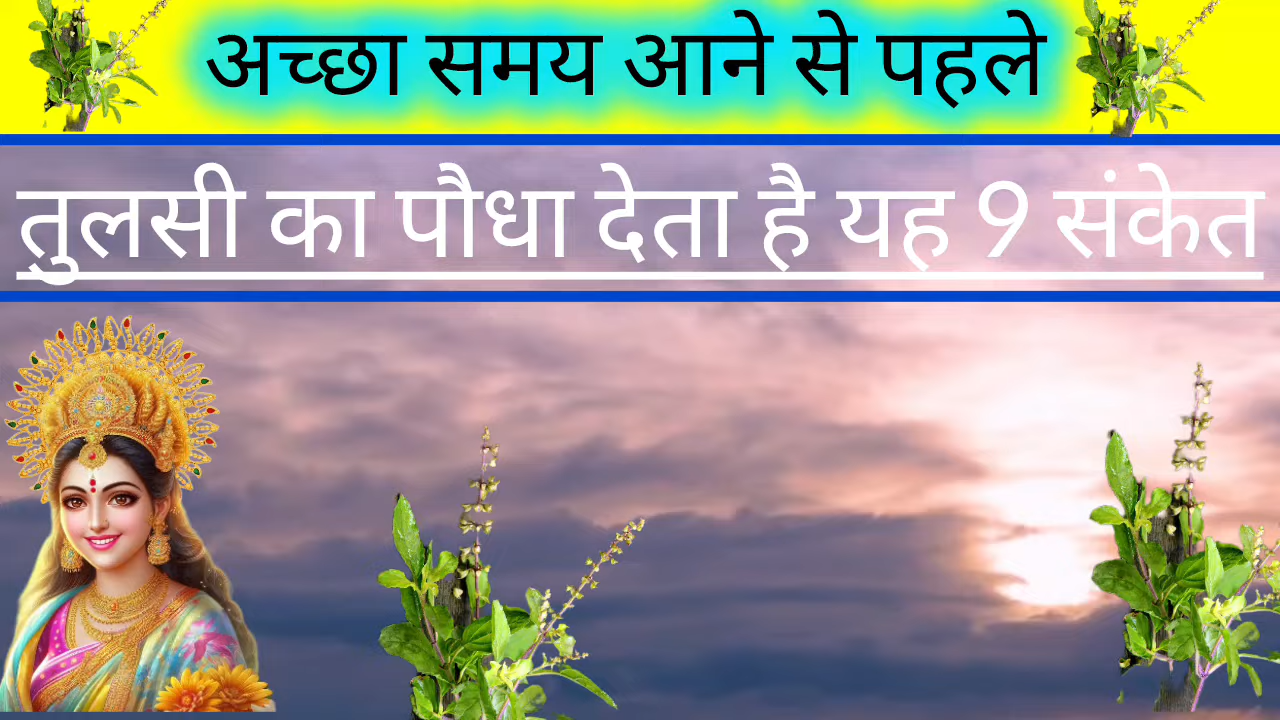 अच्छा समय आने से पहले
तुलसी का पौधा देता है यह 9 संकेत